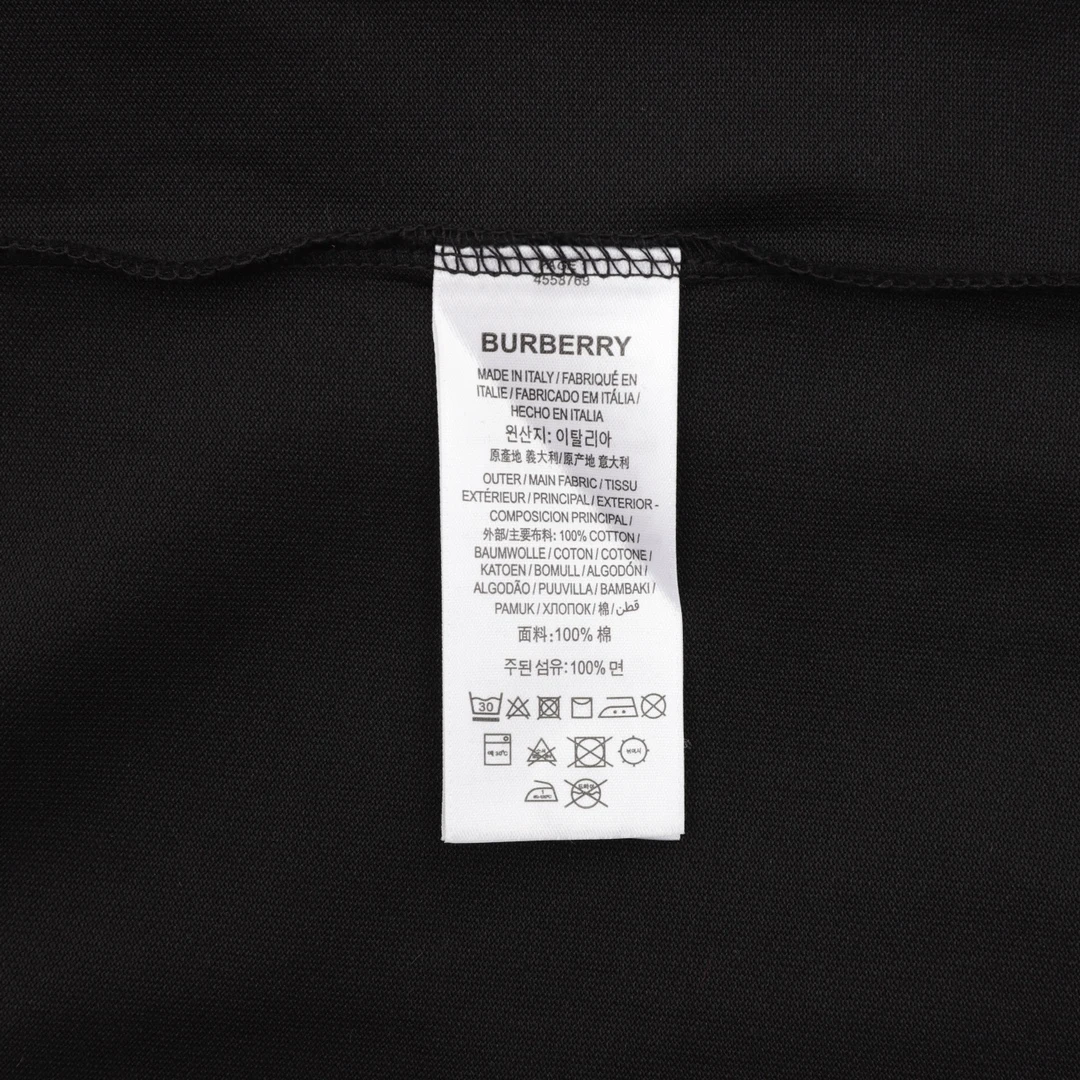 4558769
BURBERRY
MADE IN ITALY / FABRIQUÉ EN
ITALIE / FABRICADO EM ITÁLIA /
HECHO EN ITALIA
원산지: 이탈리아
原產地 義大利/原产地 意大利
OUTER / MAIN FABRIC / TISSU
EXTÉRIEUR / PRINCIPAL / EXTERIOR -
COMPOSICION PRINCIPAL /
外部/主要布料: 100% COTTON /
BAUMWOLLE / COTON / COTONE /
KATOEN / BOMULL / ALGODÓN /
ALGODÃO / PUUVILLA / BAMBAKI /
PAMUK / ХЛОПОК / 棉 / قطن
面料:100% 棉
주된 섬유:100% 면
30